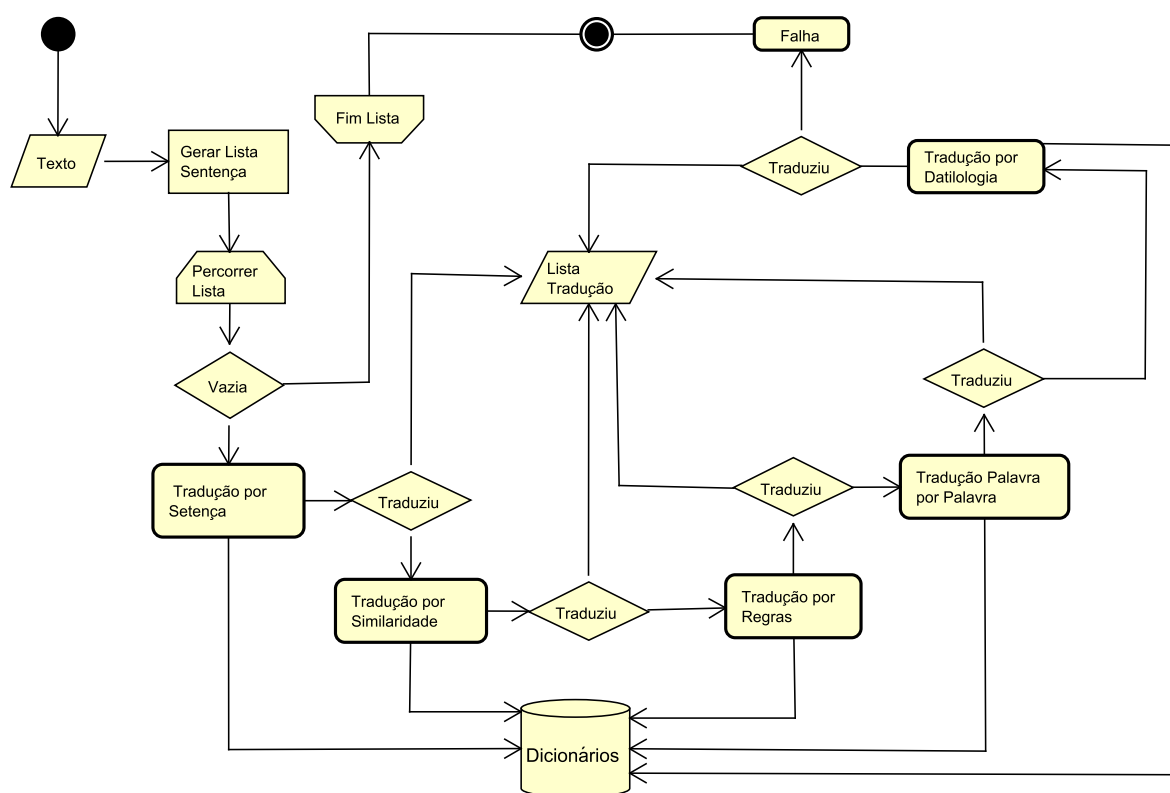 Falha
Fim Lista
Texto
Gerar Lista
Sentença
Traduziu
Tradução por
Datilologia
Percorrer
Lista
Lista
Tradução
Vazia
Traduziu
Tradução por
Setença
Traduziu
Traduziu
Tradução Palavra
por Palavra
Tradução por
Similaridade
Traduziu
Tradução por
Regras
Dicionários